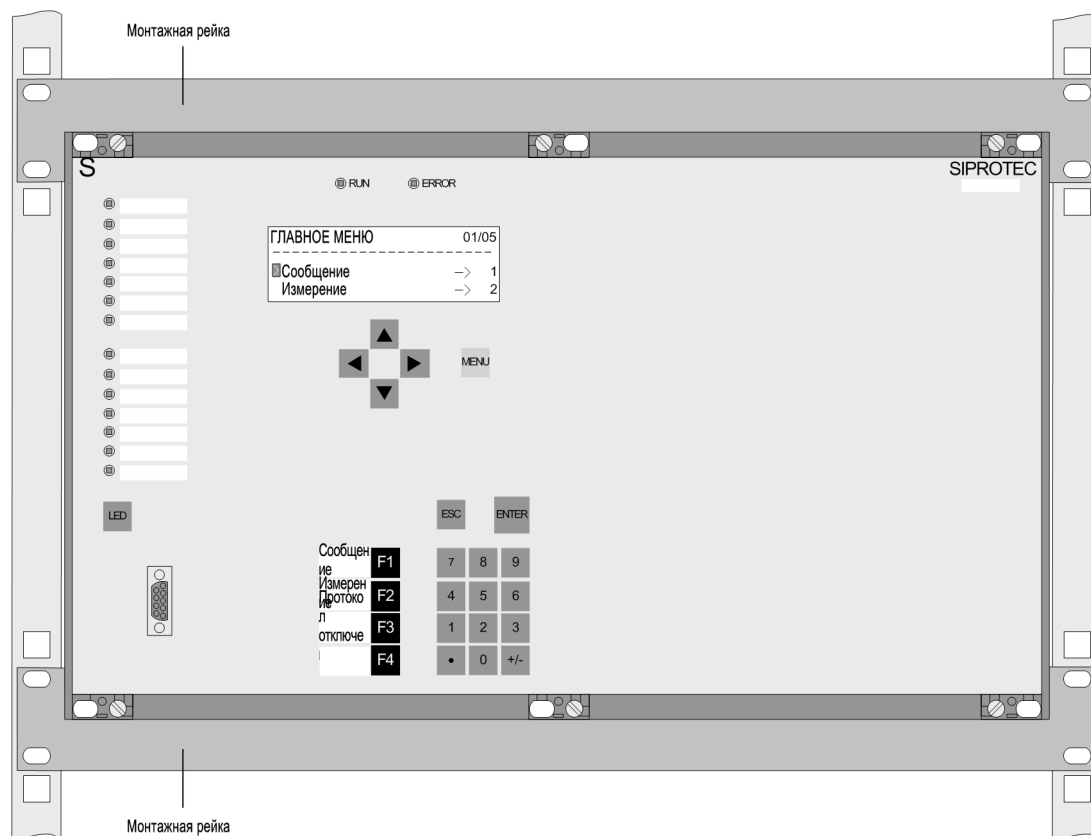 Монтажная рейка
S
SIPROTEC
RUN
ERROR
ГЛАВНОЕ МЕНЮ 01/05
Сообщение –> 1
Измерение –> 2
MENU
LED
ESC
ENTER
Сообщен
ие
F1
7
8
9
Измерен
ие
Протоко
F2
4
5
6
л
отключе
F3
1
2
3
F4
•
0
+/-
Монтажная рейка